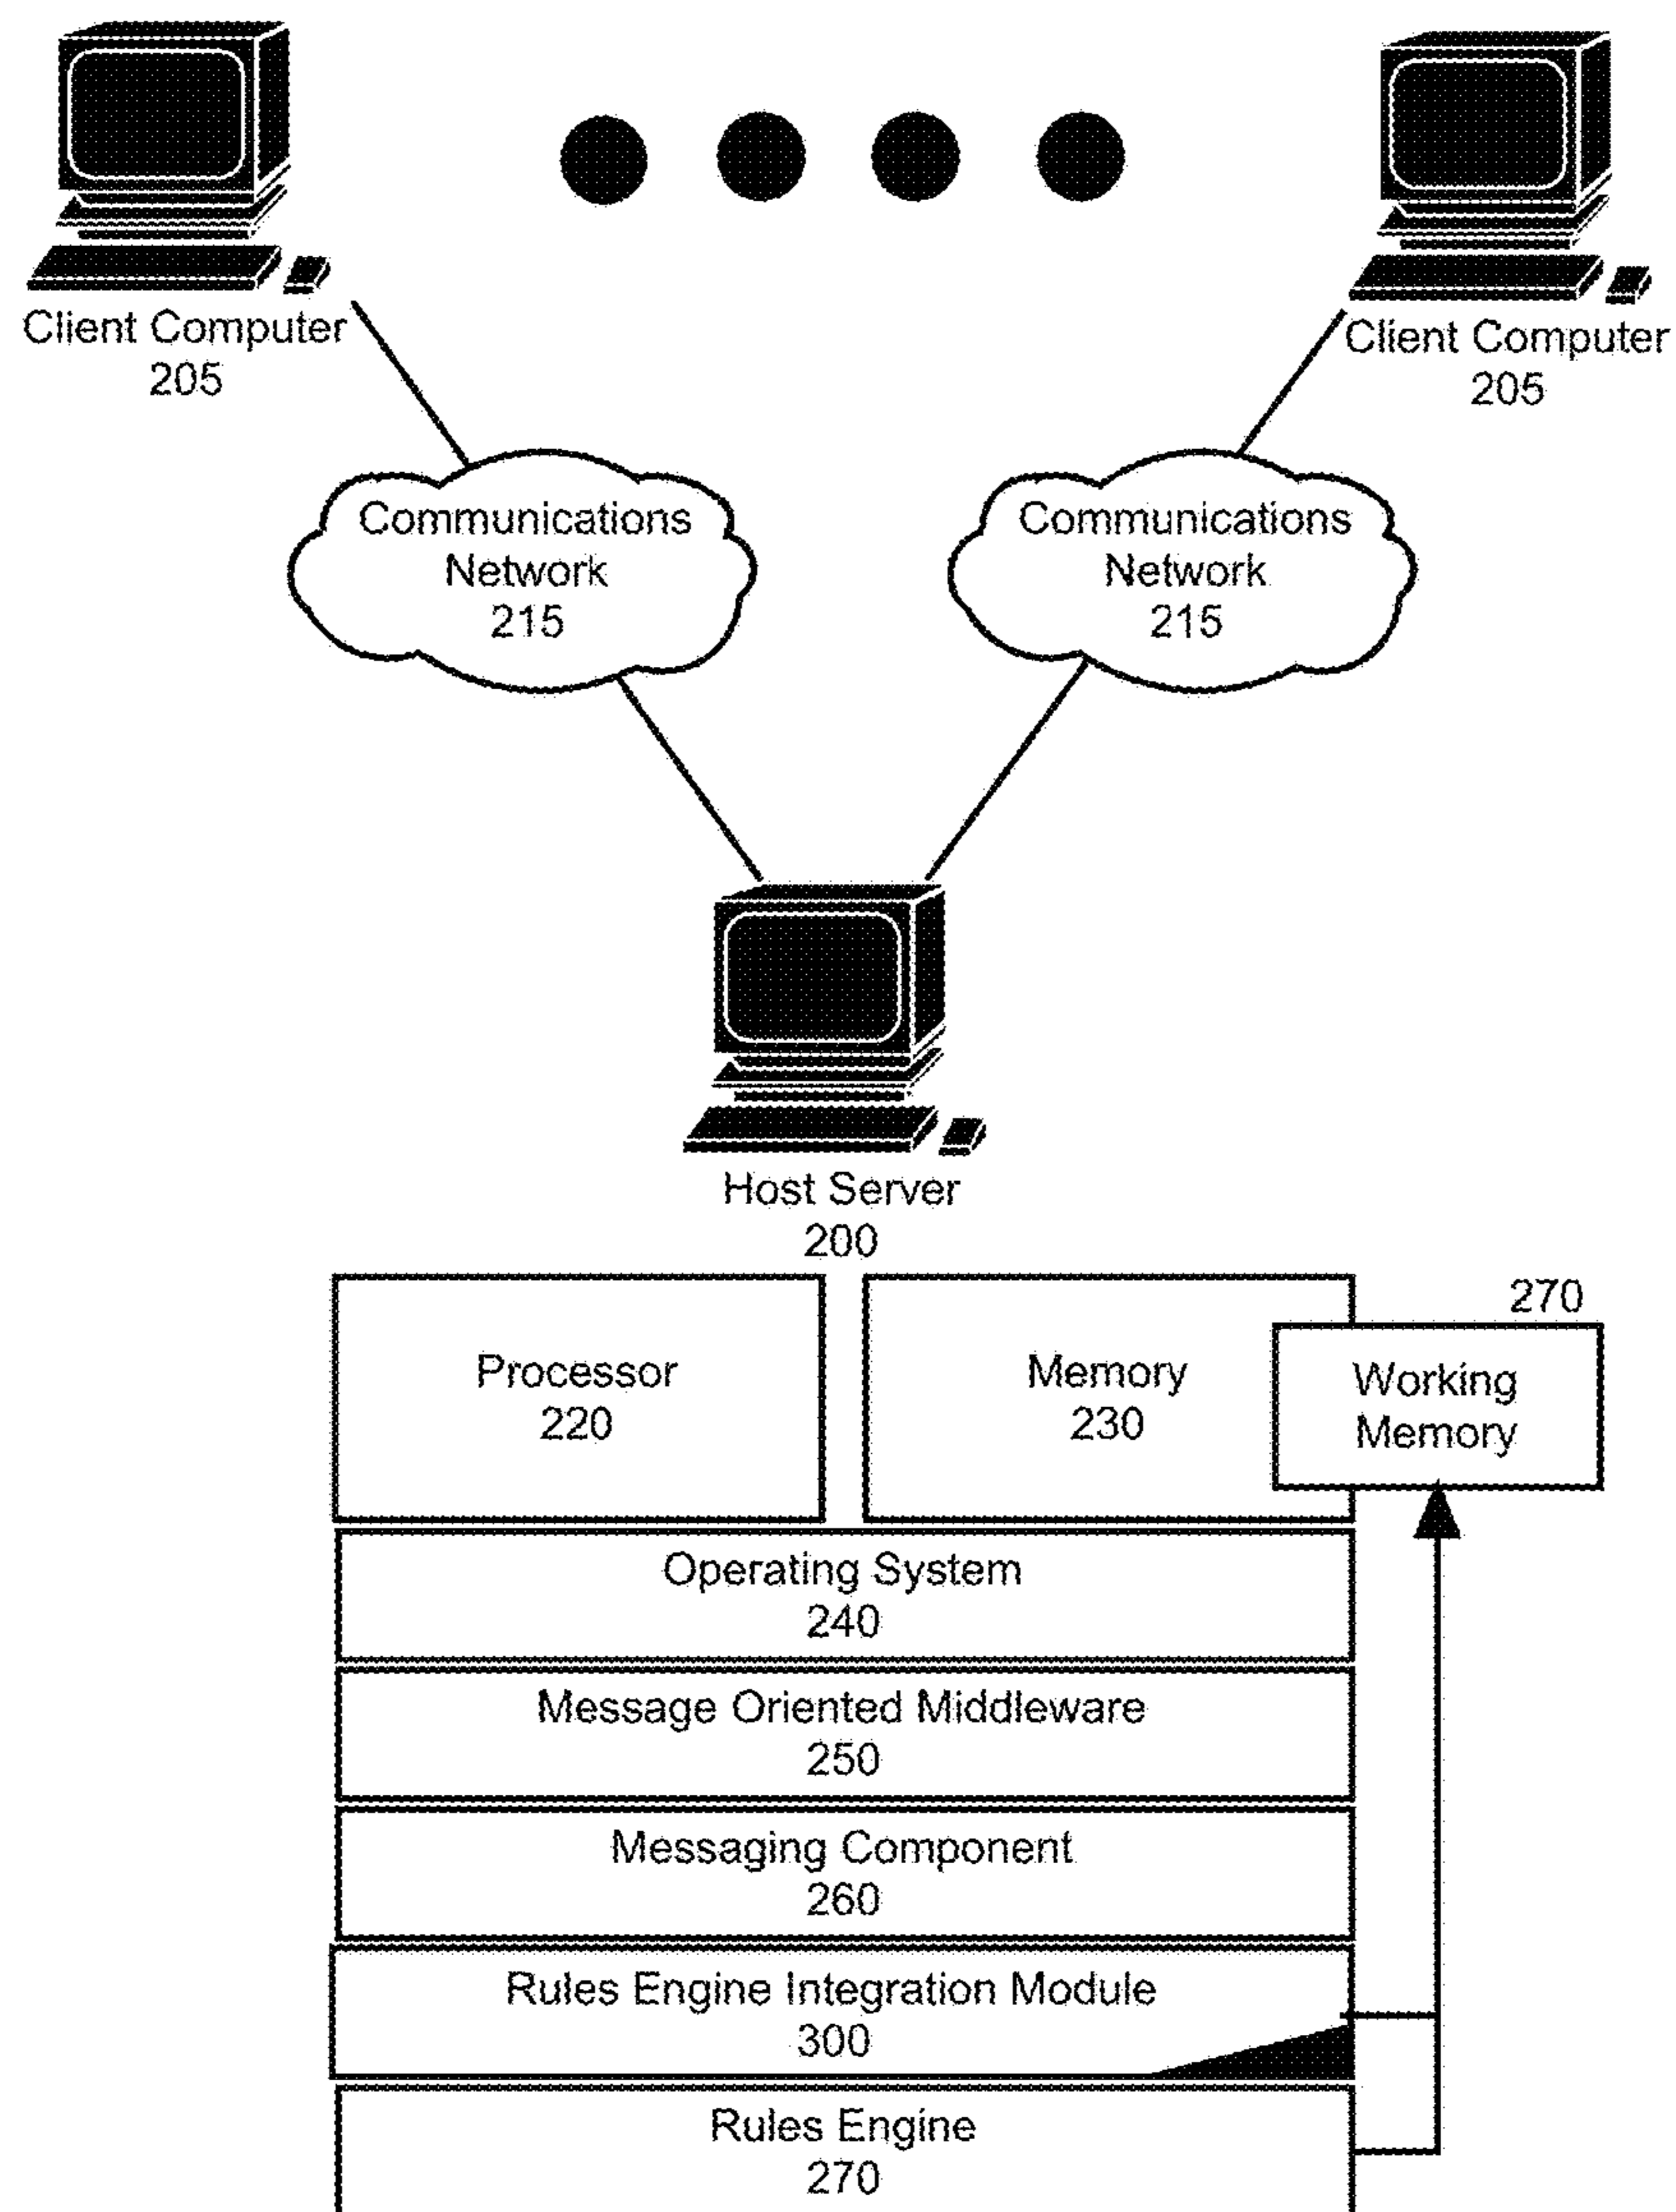 Client Computer
205
Client Computer
205
Communications
Network
215
Communications
Network
215
Host Server
200
Processor
220
Memory
230
270
Working
Memory
Operating System
240
Message Oriented Middleware
250
Messaging Component
260
Rules Engine Integration Module
300
Rules Engine
270